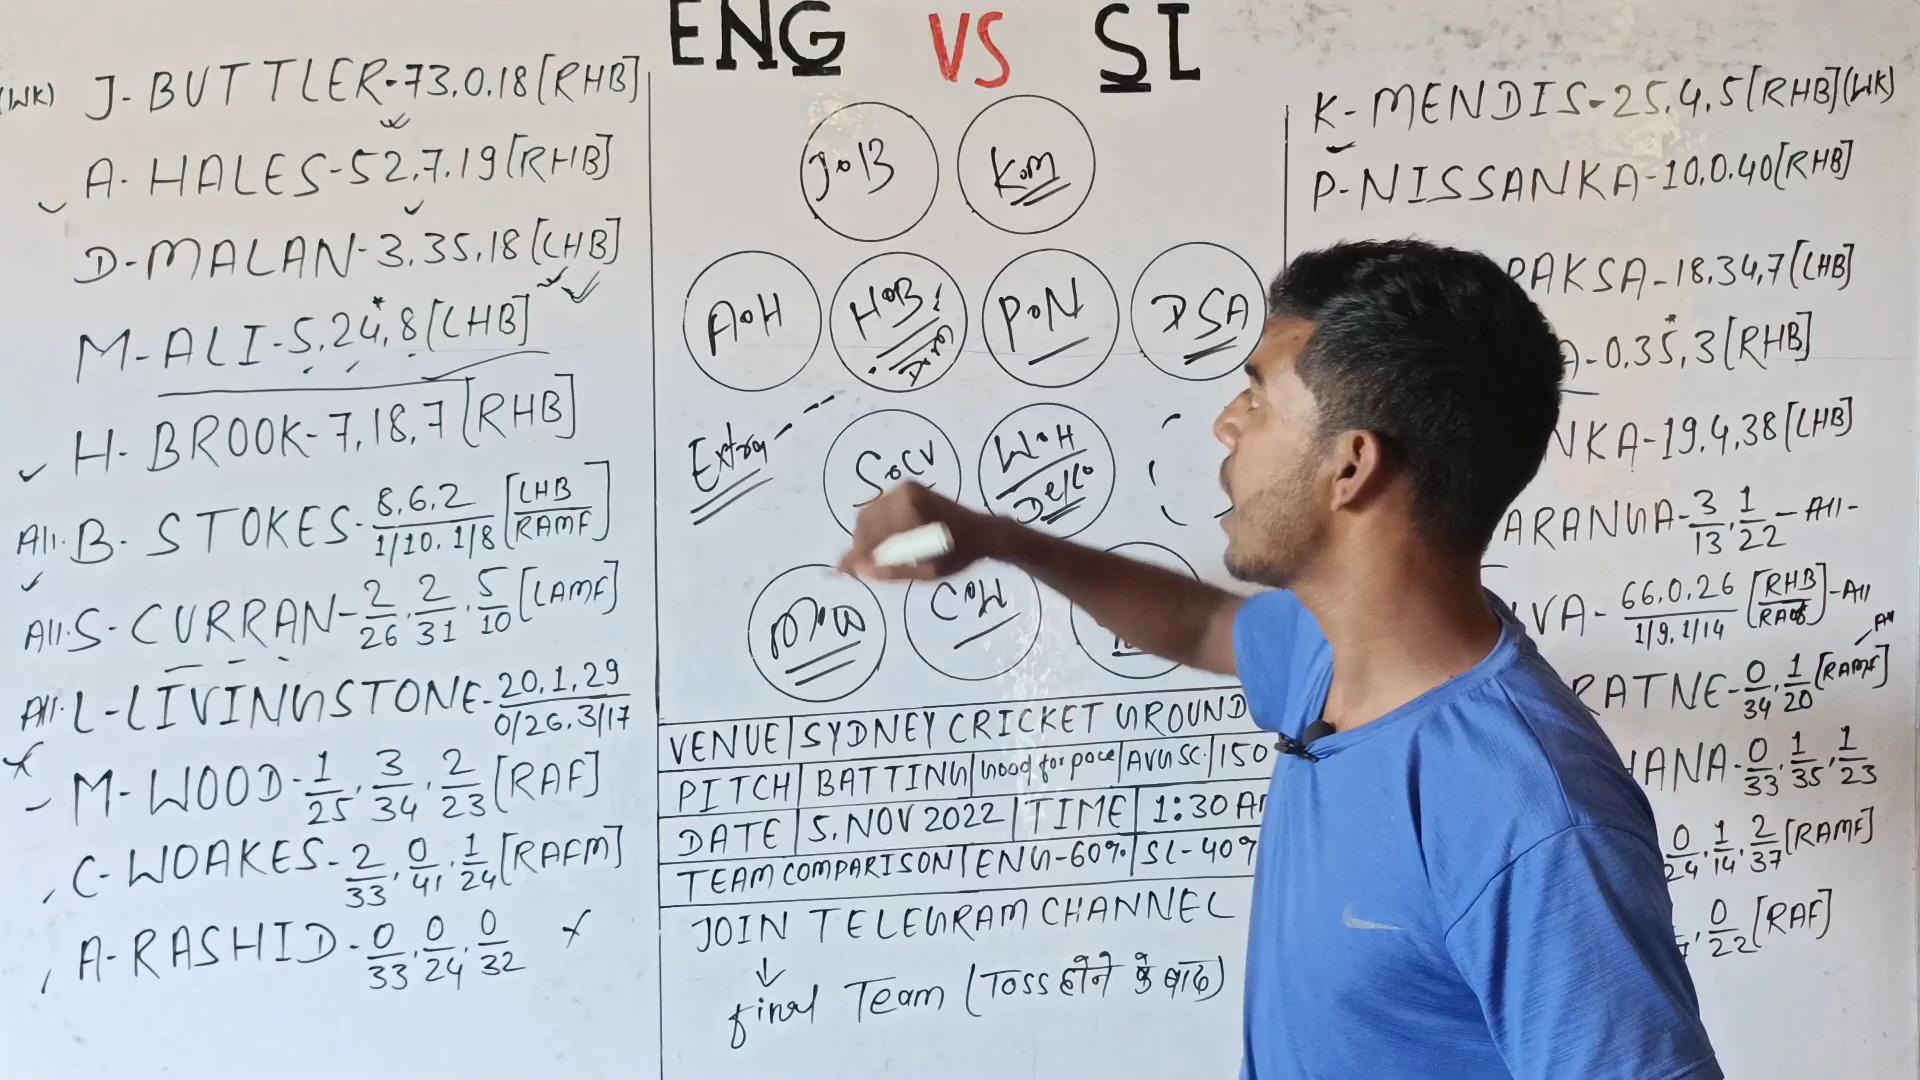 ENG VS SL
(WK) J-BUTTLER-73,0,18[RHB]
A-HALES-52,7,19[RHB]
D-MALAN-3,35,18[LHB]
M-ALI-5,24*,8[LHB]
H-BROOK-7,18,7[RHB]
All. B-STOKES-8,6,2 1/10, 1/8 [LHB RAMF]
All. S-CURRAN-2/26, 2/31, 5/10[LAMF]
All. L-LIVINGSTONE-20,1,29 0/26, 3/17
M-WOOD-1/25, 3/34, 2/23[RAF]
C-WOAKES-2/33, 0/41, 1/24[RAFM]
A-RASHID-0/33, 0/24, 0/32
J.B
K.M
A.H
H.B
P.N
DSA
Extra
W.H
M.W
C.W
VENUE|SYDNEY CRICKET GROUND
PITCH|BATTING|Good for pace|AVG SC.|150
DATE|5.NOV 2022|TIME|1:30
TEAM COMPARISON|ENG-60%|SL-40%
JOIN TELEGRAM CHANNEL
↓
final Team (Toss होने के बाद)
K-MENDIS-25,4,5[RHB](WK)
P-NISSANKA-10,0,40[RHB]
PAKSA-18,34,7[LHB]
A-0,35*,3[RHB]
NKA-19,4,38[LHB]
ARANGA-3/13, 1/22-All-
LVA-66,0,26 1/9, 1/14 -All
RATNE-0/34, 1/20[RAMF]
HANA-0/33, 1/35, 1/23
1/14, 2/37[RAMF]
0/22[RAF]